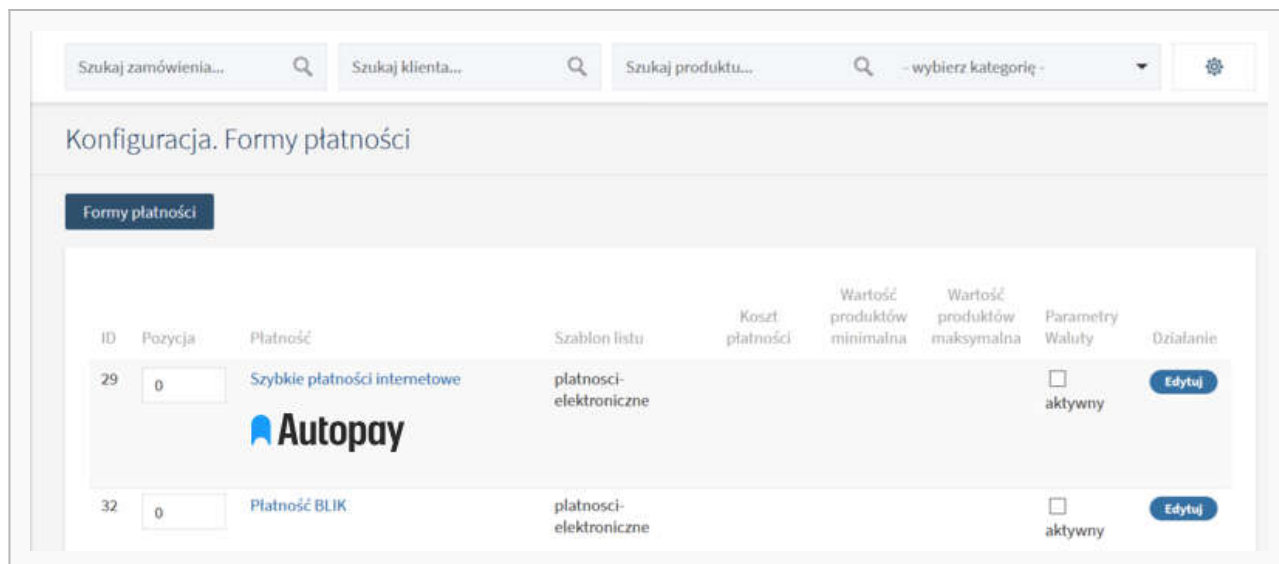 Szukaj zamówienia... Szukaj klienta... Szukaj produktu... - wybierz kategorię -
Konfiguracja. Formy płatności
Formy płatności
ID Pozycja Płatność Szablon listu Koszt płatności Wartość produktów minimalna Wartość produktów maksymalna Parametry Waluty Działanie
29 0 Szybkie płatności internetowe platnosci- Edytuj
elektroniczne aktywny
Autopay
32 0 Płatność BLIK platnosci- Edytuj
elektroniczne aktywny